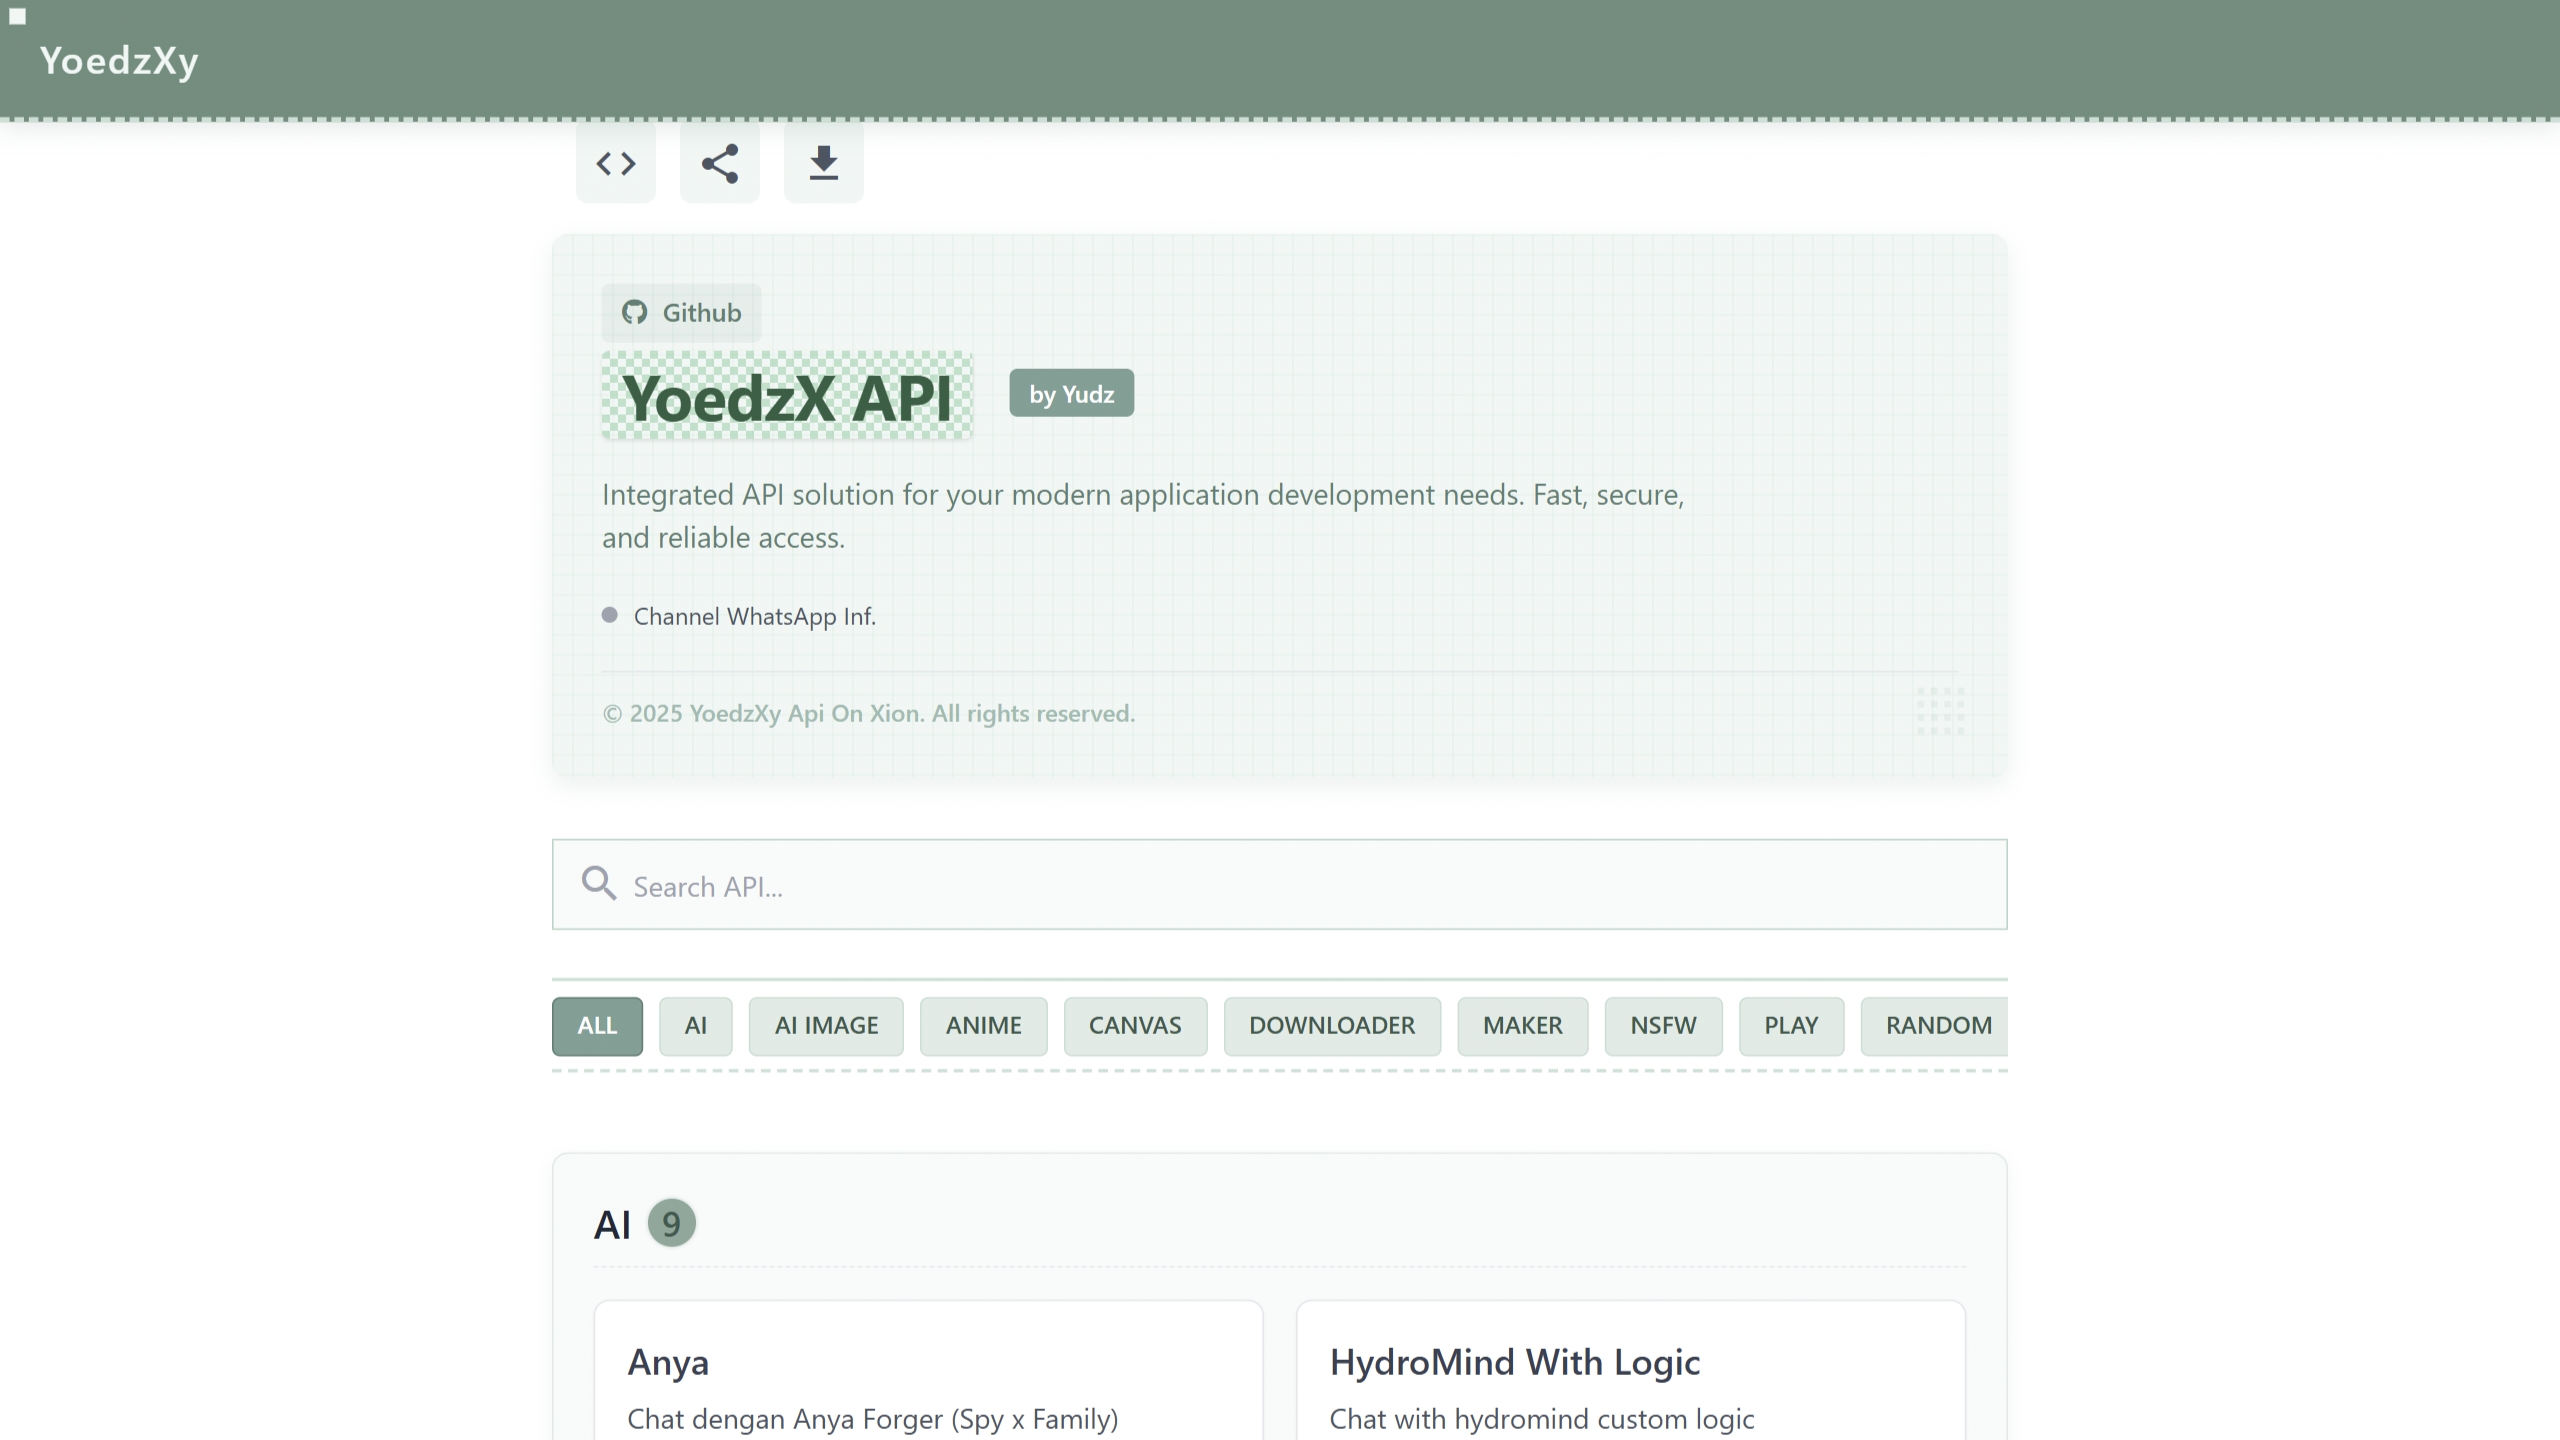 YoedzXy
Github
YoedzX API
by Yudz
Integrated API solution for your modern application development needs. Fast, secure,
and reliable access.
Channel WhatsApp Inf.
© 2025 YoedzXy Api On Xion. All rights reserved.
Search API...
ALL AI AI IMAGE ANIME CANVAS DOWNLOADER MAKER NSFW PLAY RANDOM
AI 9
Anya
Chat dengan Anya Forger (Spy x Family)
HydroMind With Logic
Chat with hydromind custom logic